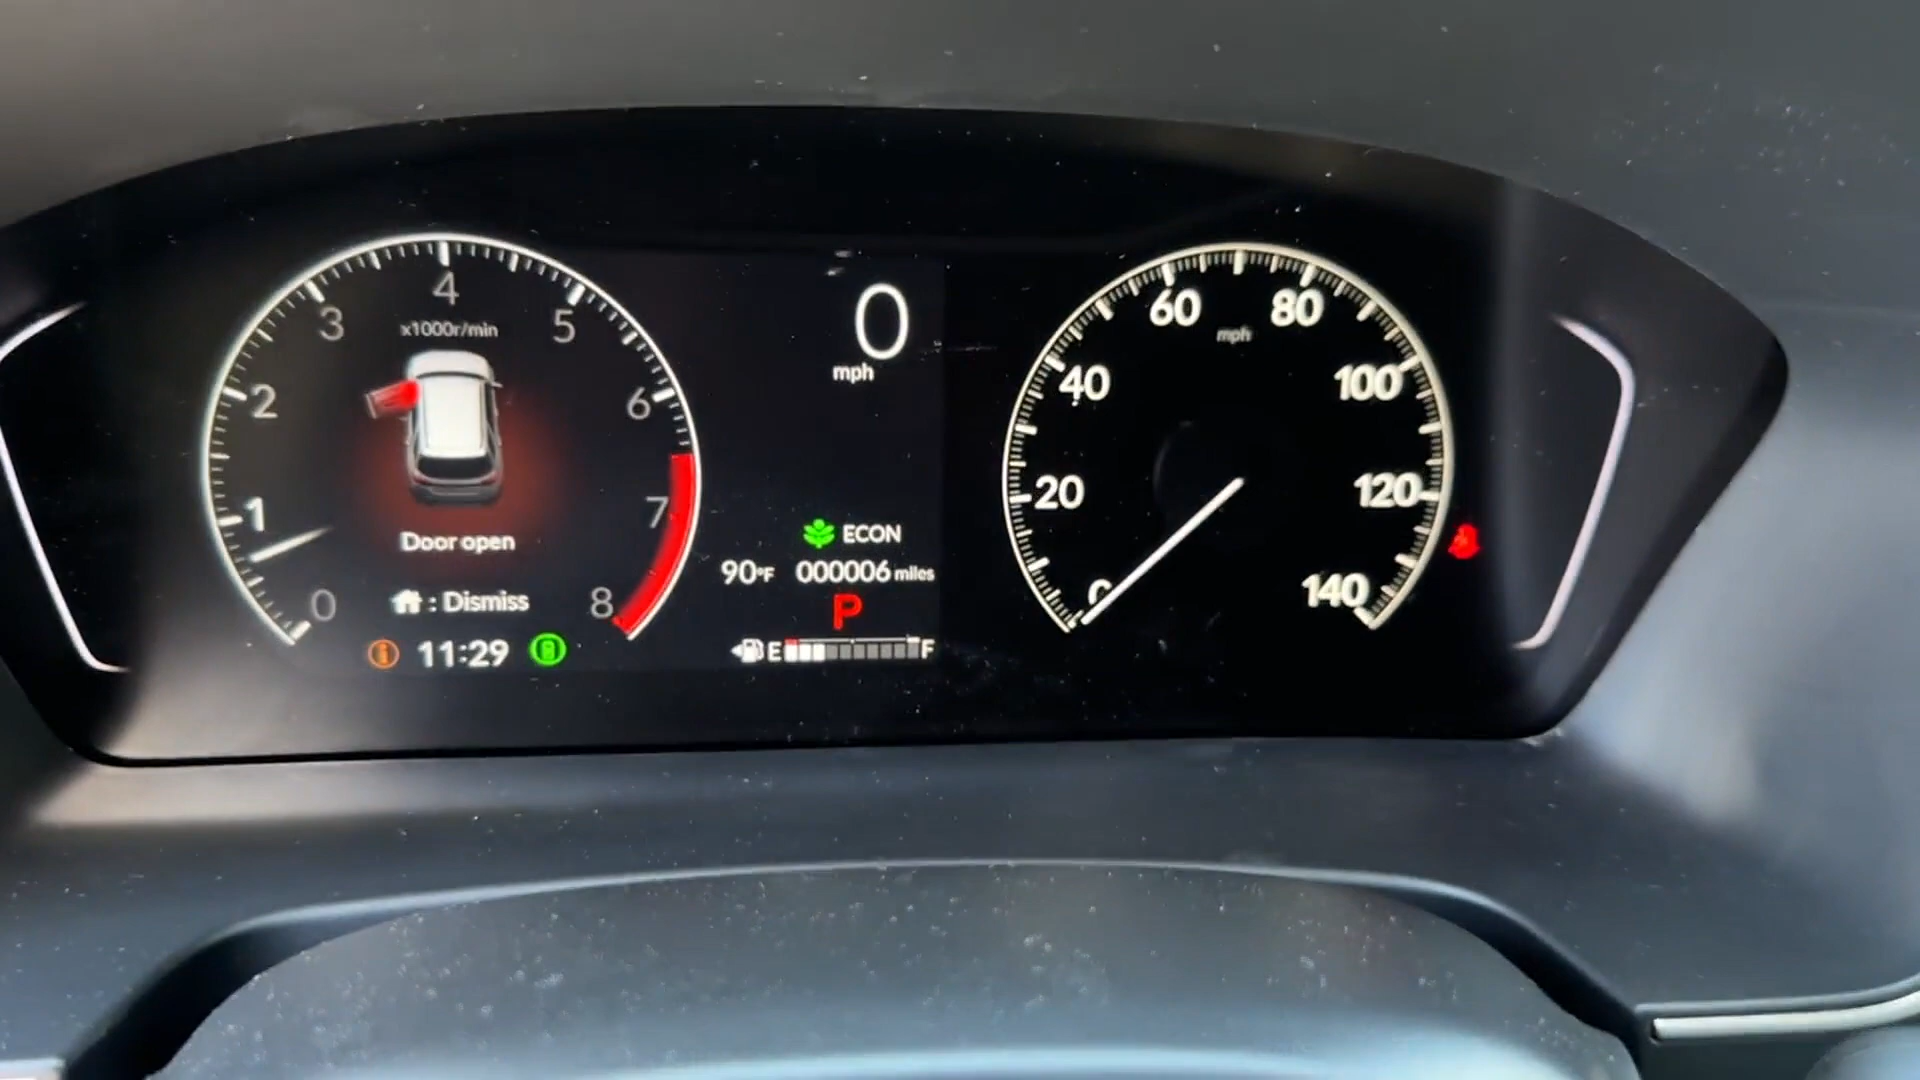 4
3
5
x1000r/min
2
6
1
7
0
8
Door open
: Dismiss
11:29
0
mph
ECON
90°F 000006 miles
P
E F
60 80
mph
40 100
20 120
140